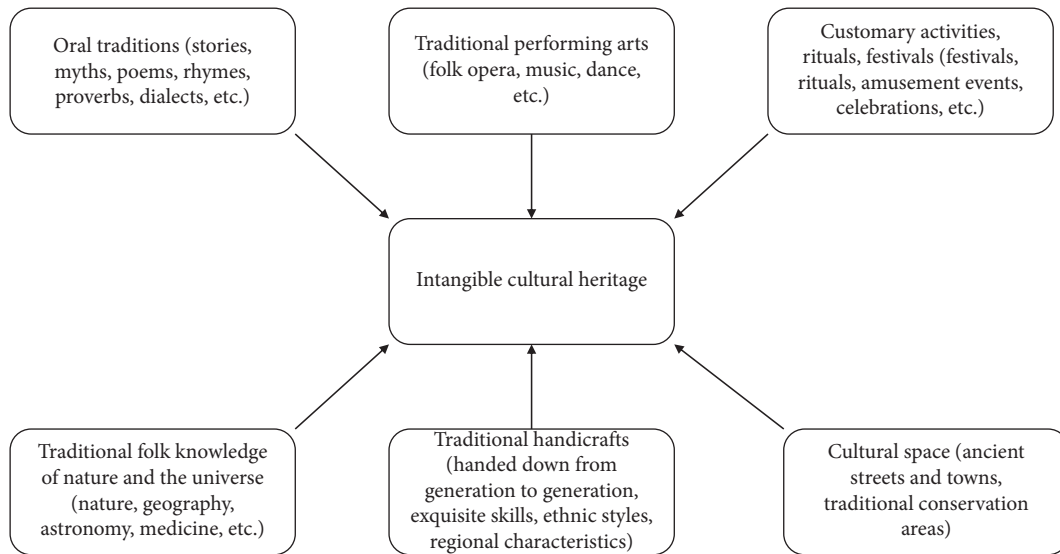 Oral traditions (stories,
myths, poems, rhymes,
proverbs, dialects, etc.)
Traditional performing arts
(folk opera, music, dance,
etc.)
Customary activities,
rituals, festivals (festivals,
rituals, amusement events,
celebrations, etc.)
Intangible cultural heritage
Traditional folk knowledge
of nature and the universe
(nature, geography,
astronomy, medicine, etc.)
Traditional handicrafts
(handed down from
generation to generation,
exquisite skills, ethnic styles,
regional characteristics)
Cultural space (ancient
streets and towns,
traditional conservation
areas)